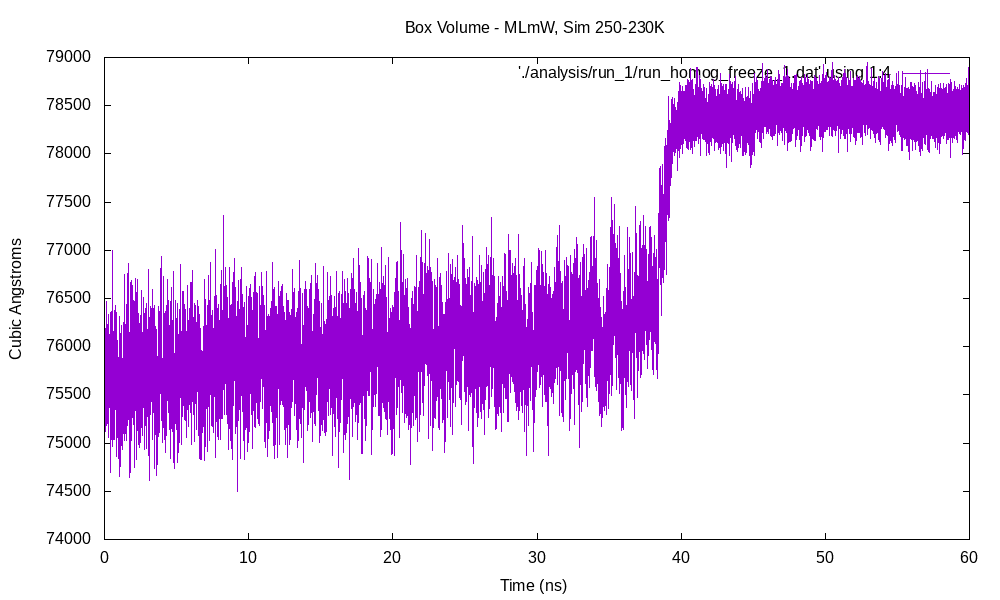 Box Volume - MLmW, Sim 250-230K
'./analysis/run_1/run_homog_freeze_1.dat' using 1:4
79000
78500
78000
77500
77000
76500
76000
75500
75000
74500
74000
Cubic Angstroms
0 10 20 30 40 50 60
Time (ns)